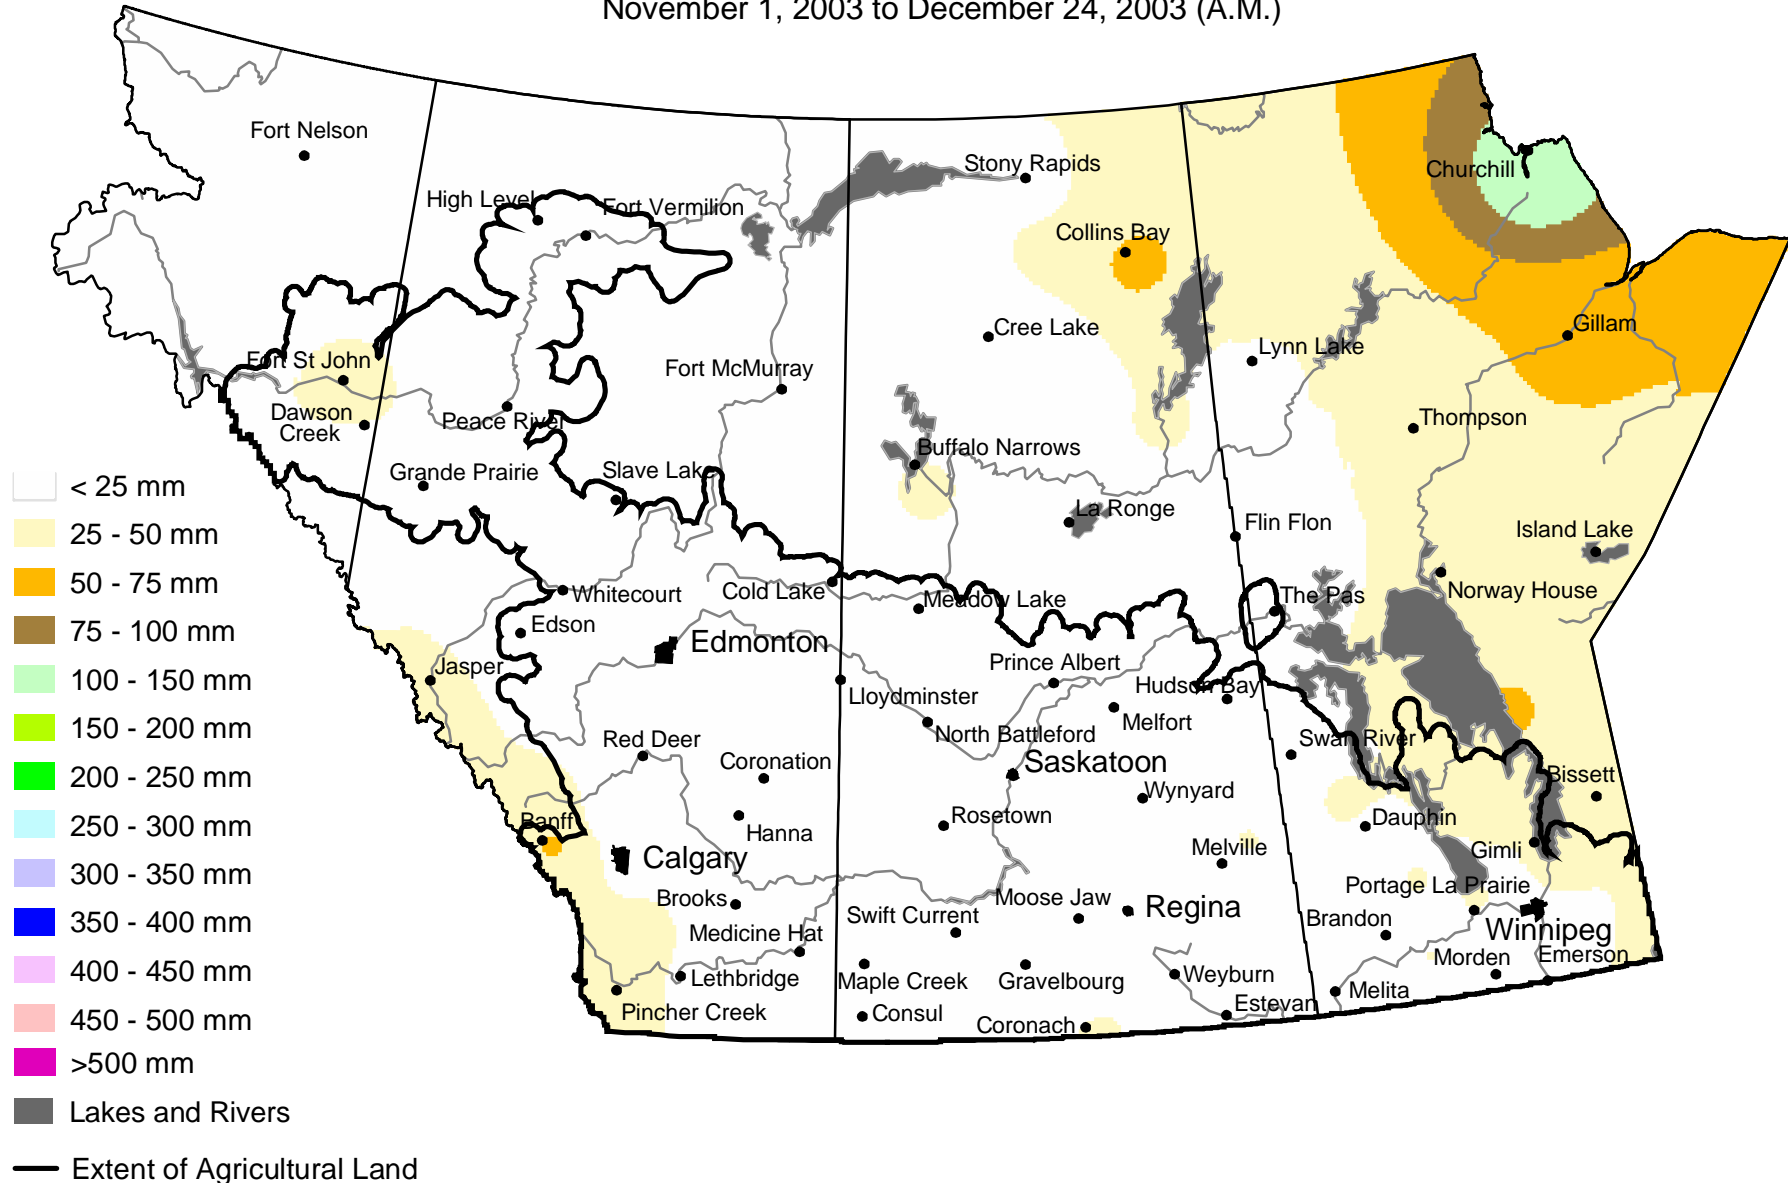 November 1, 2003 to December 24, 2003 (A.M.)
Fort Nelson
Stony Rapids
Churchill
High Level
Fort Vermilion
Collins Bay
Cree Lake
Gillam
Lynn Lake
Fort St John
Fort McMurray
Dawson
Creek
Peace River
Thompson
Buffalo Narrows
Grande Prairie
Slave Lake
La Ronge
Flin Flon
Island Lake
Whitecourt
Cold Lake
Meadow Lake
The Pas
Norway House
Edson
Edmonton
Jasper
Prince Albert
Hudson Bay
Lloydminster
Melfort
North Battleford
Red Deer
Swan River
Coronation
Saskatoon
Bissett
Wynyard
Banff
Hanna
Rosetown
Dauphin
Calgary
Melville
Gimli
Portage La Prairie
Brooks
Moose Jaw
Regina
Swift Current
Brandon
Winnipeg
Medicine Hat
Morden
Emerson
Lethbridge
Maple Creek
Gravelbourg
Weyburn
Melita
Pincher Creek
Consul
Coronach
Estevan
< 25 mm
25 - 50 mm
50 - 75 mm
75 - 100 mm
100 - 150 mm
150 - 200 mm
200 - 250 mm
250 - 300 mm
300 - 350 mm
350 - 400 mm
400 - 450 mm
450 - 500 mm
>500 mm
Lakes and Rivers
Extent of Agricultural Land